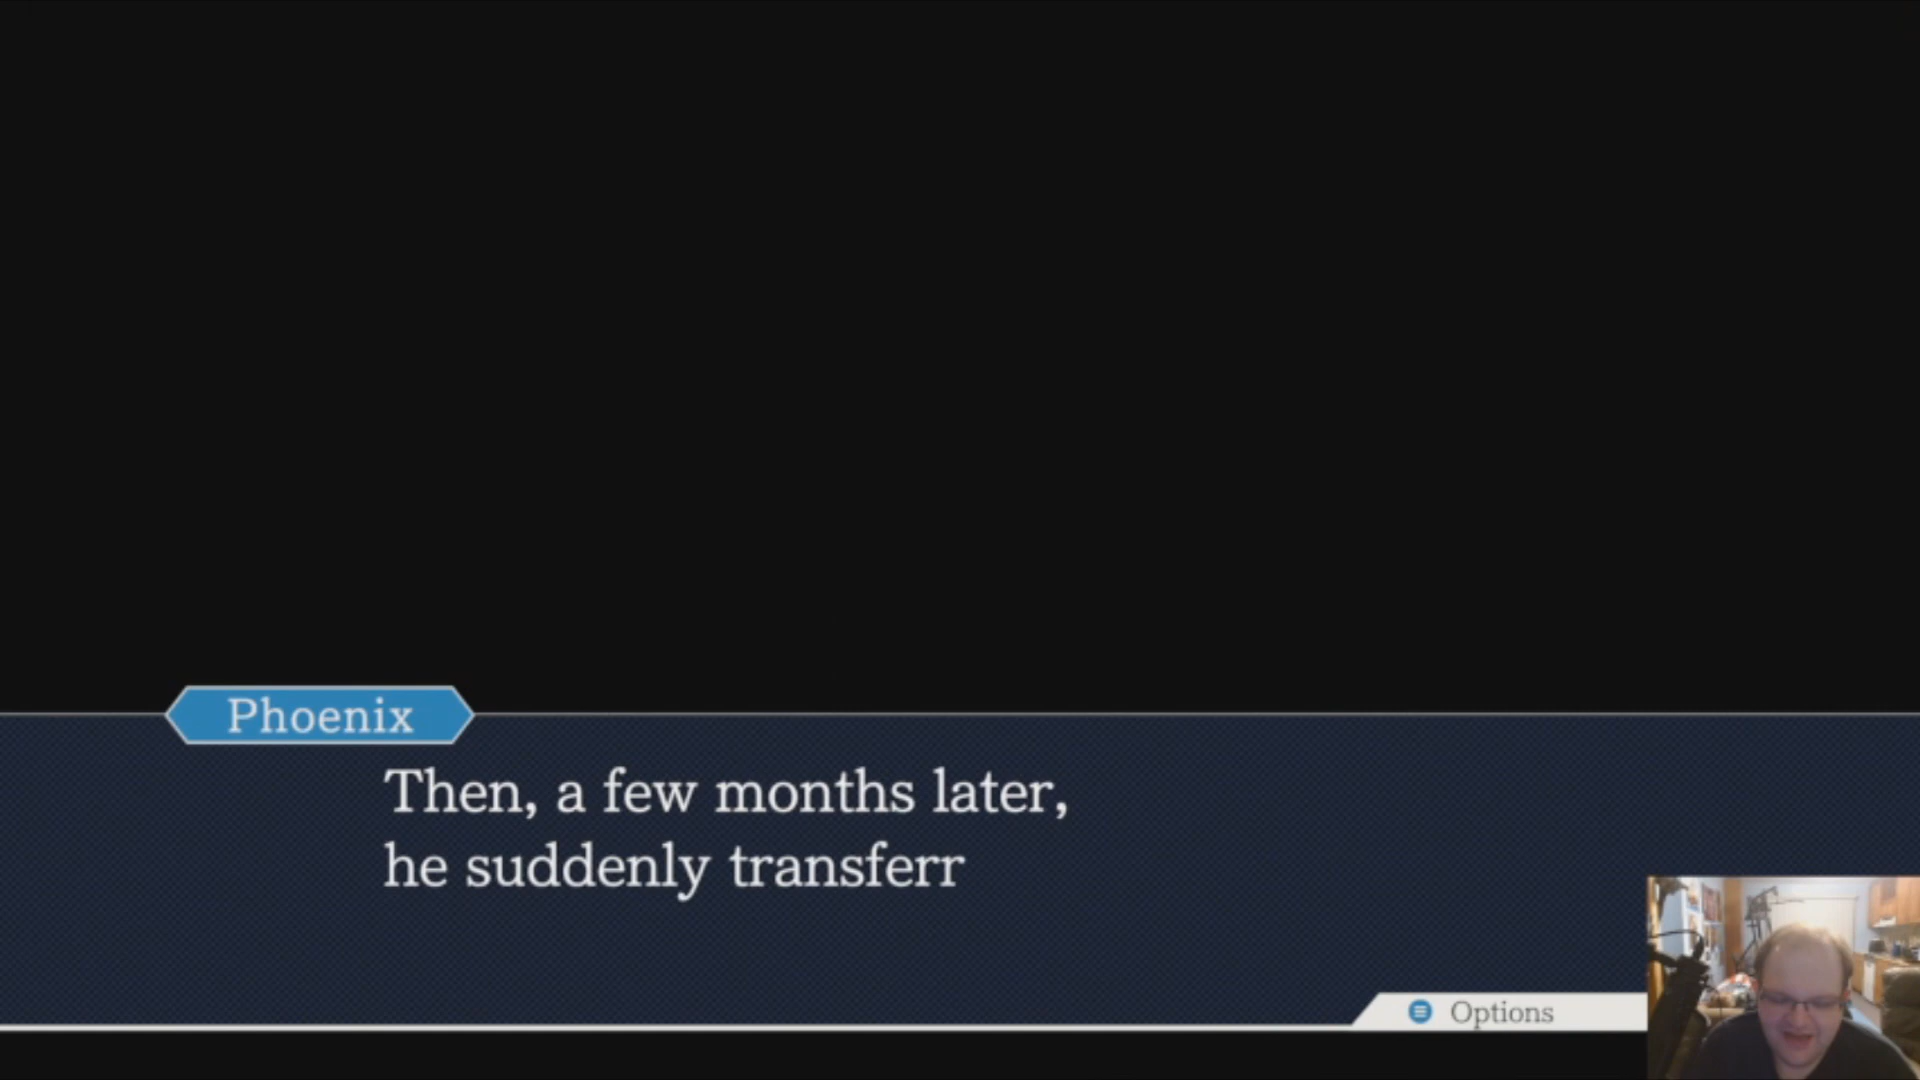 Phoenix
Then, a few months later,
he suddenly transferr
Options